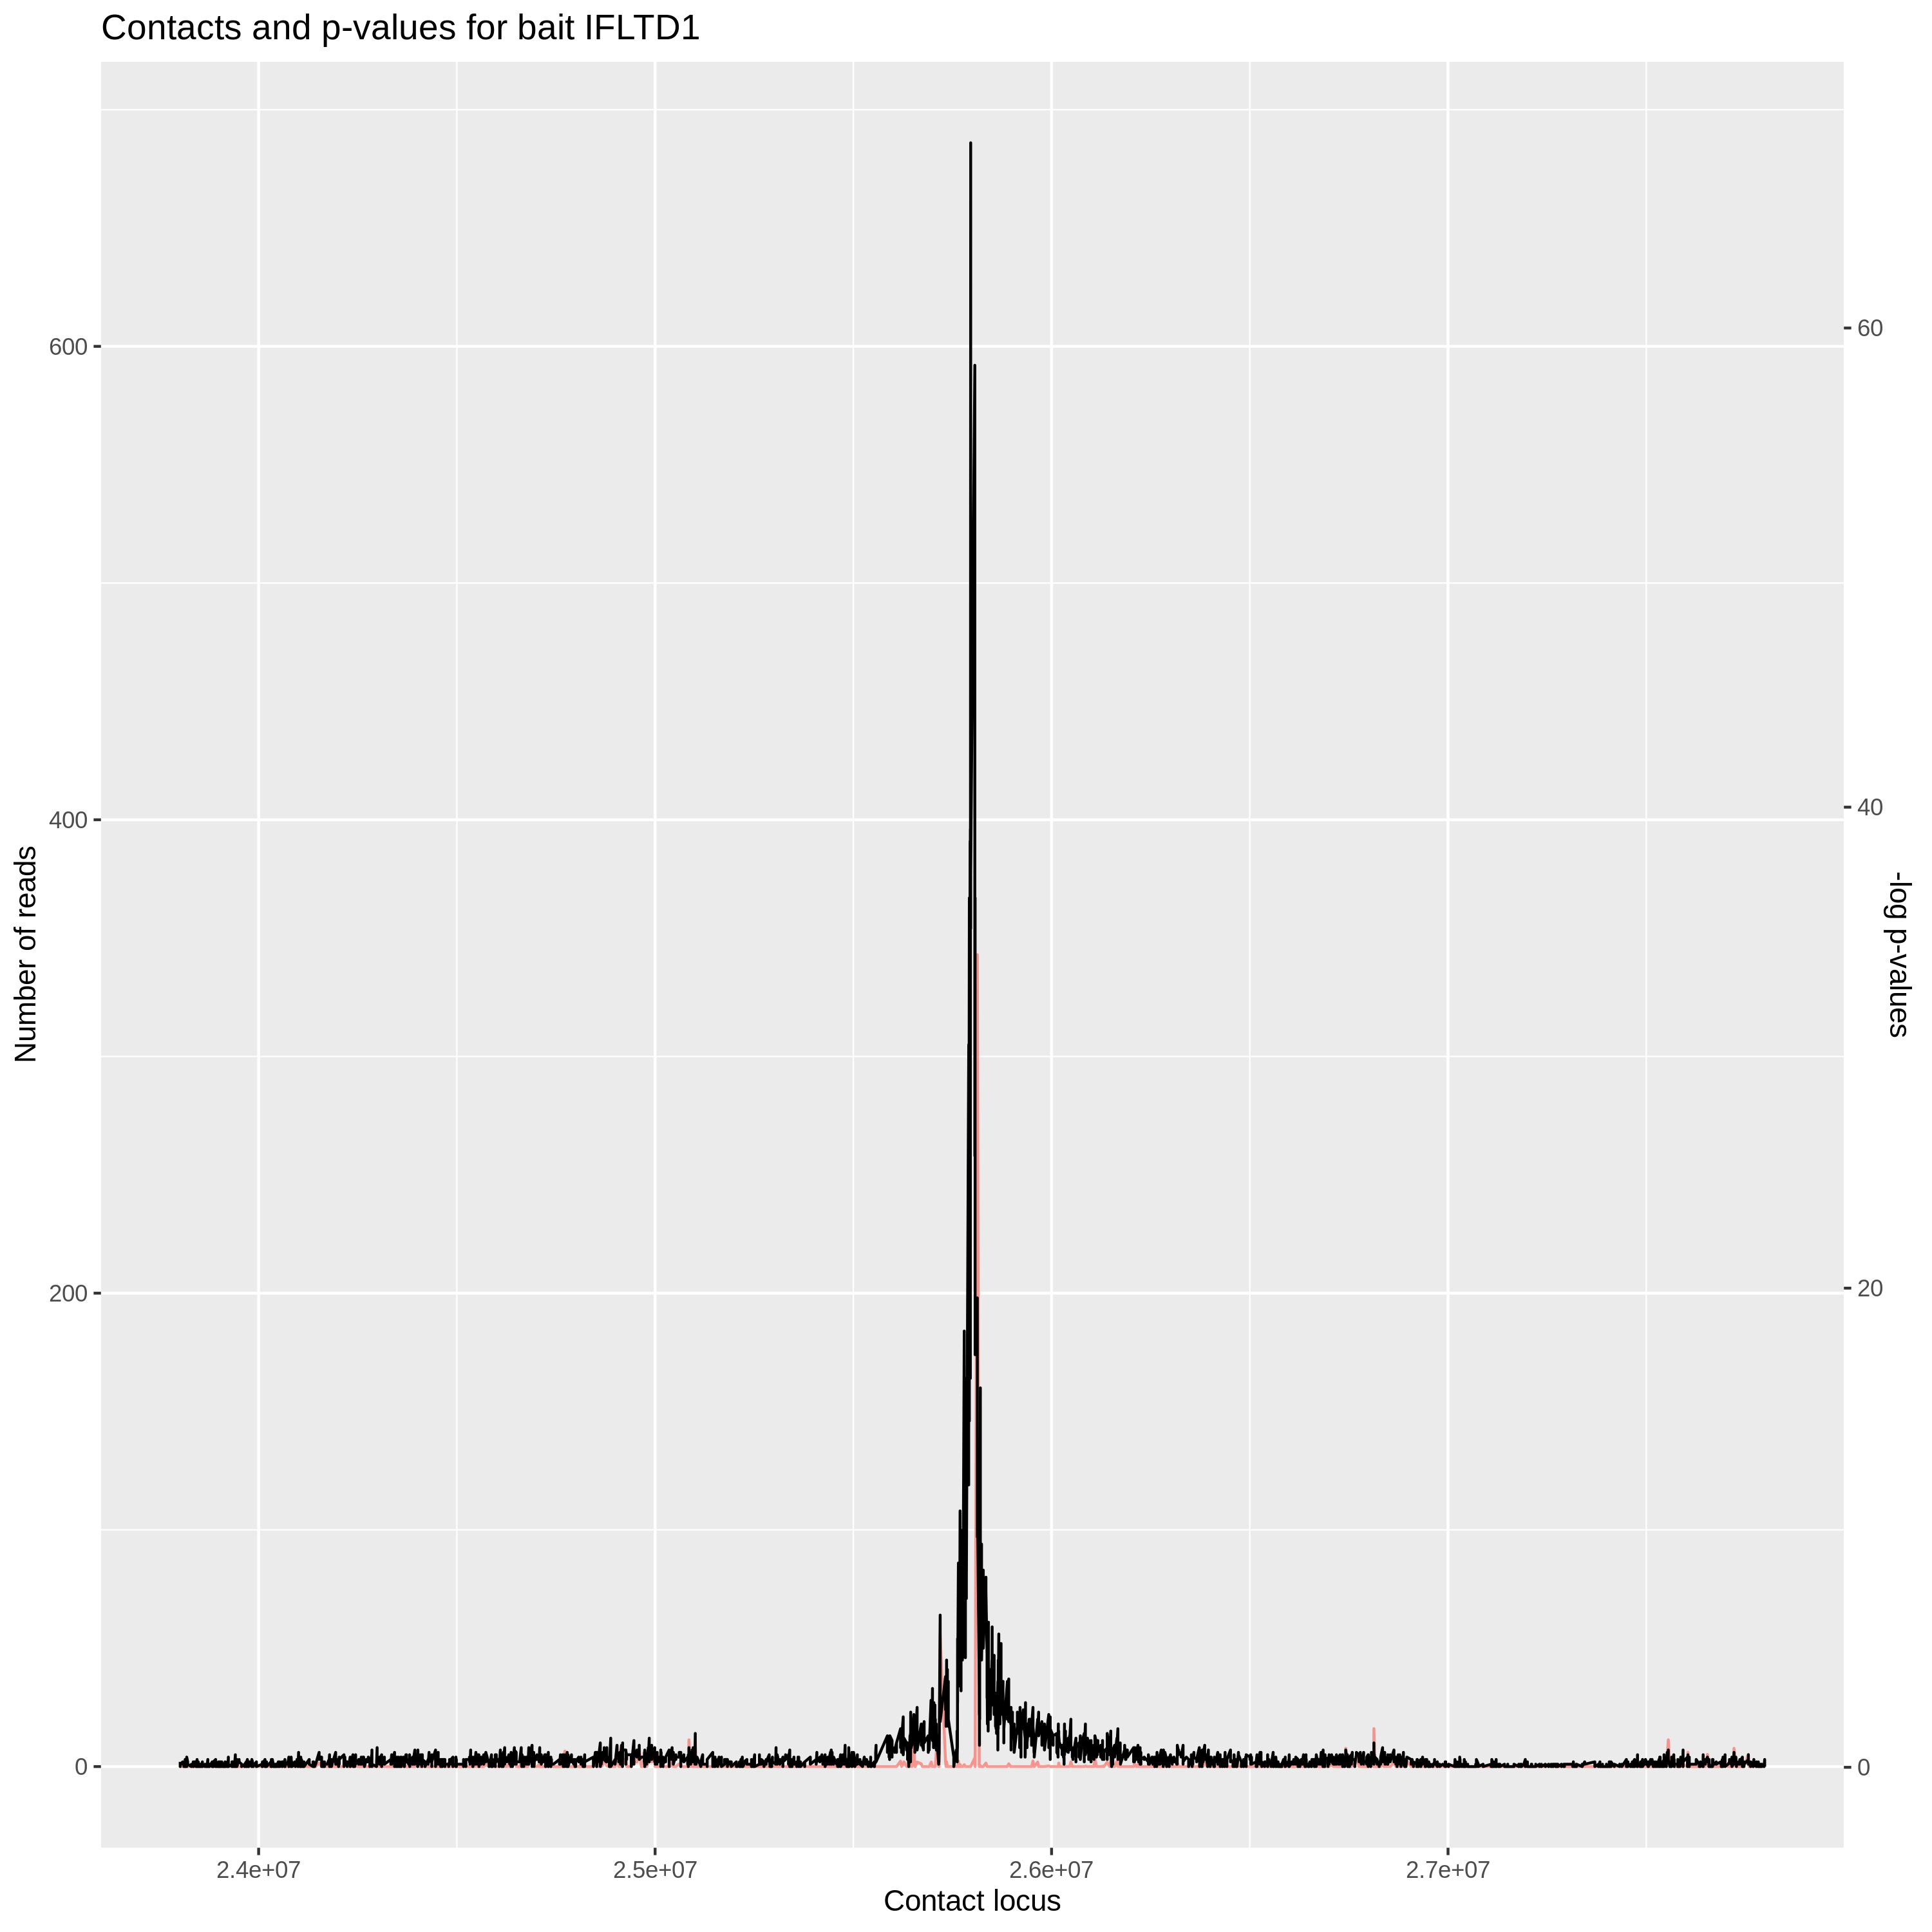 Contacts and p-values for bait IFLTD1
Number of reads
600
400
200
0
60
40
20
0
-log p-values
2.4e+07
2.5e+07
2.6e+07
2.7e+07
Contact locus